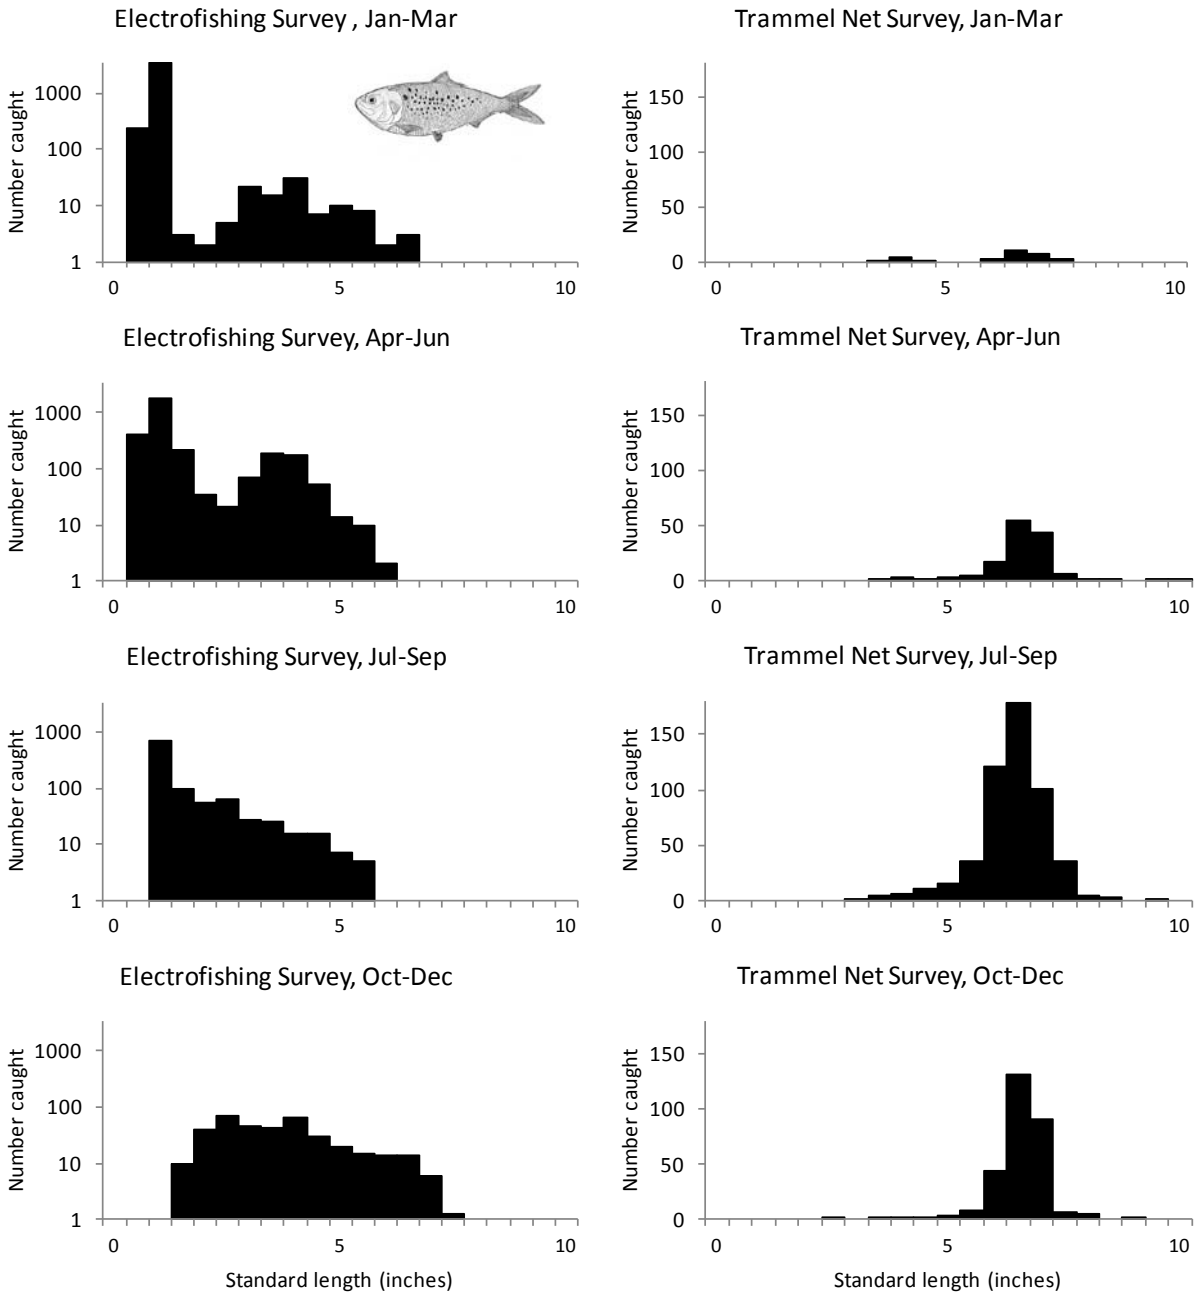 Electrofishing Survey , Jan-Mar
Number caught
1000
100
10
1
0 5 10
Trammel Net Survey, Jan-Mar
Number caught
150
100
50
0
0 5 10
Electrofishing Survey, Apr-Jun
Number caught
1000
100
10
1
0 5 10
Trammel Net Survey, Apr-Jun
Number caught
150
100
50
0
0 5 10
Electrofishing Survey, Jul-Sep
Number caught
1000
100
10
1
0 5 10
Trammel Net Survey, Jul-Sep
Number caught
150
100
50
0
0 5 10
Electrofishing Survey, Oct-Dec
Number caught
1000
100
10
1
0 5 10
Standard length (inches)
Trammel Net Survey, Oct-Dec
Number caught
150
100
50
0
0 5 10
Standard length (inches)